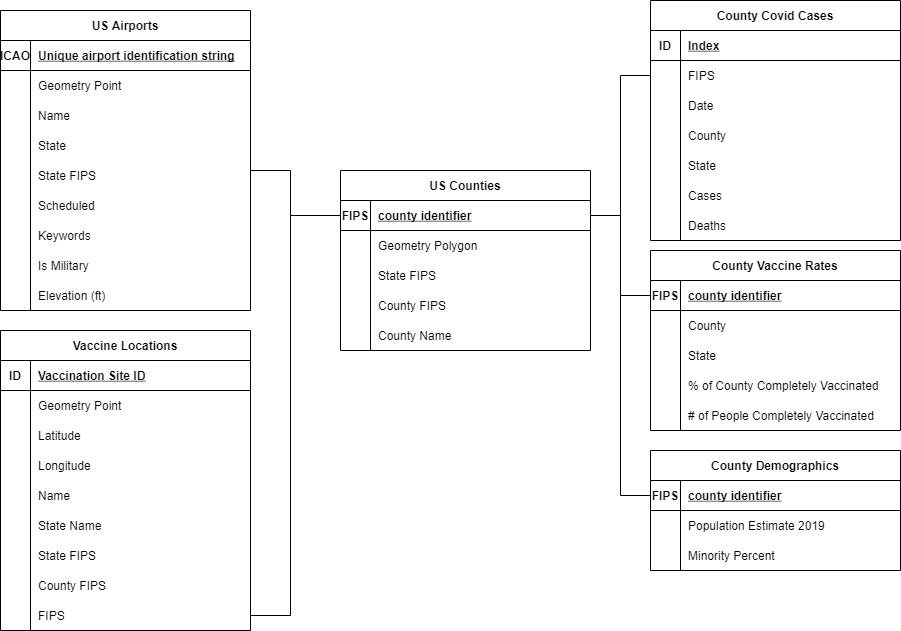 US Airports
ICAO Unique airport identification string
Geometry Point
Name
State
State FIPS
Scheduled
Keywords
Is Military
Elevation (ft)
Vaccine Locations
ID Vaccination Site ID
Geometry Point
Latitude
Longitude
Name
State Name
State FIPS
County FIPS
FIPS
US Counties
FIPS county identifier
Geometry Polygon
State FIPS
County FIPS
County Name
County Covid Cases
ID Index
FIPS
Date
County
State
Cases
Deaths
County Vaccine Rates
FIPS county identifier
County
State
% of County Completely Vaccinated
# of People Completely Vaccinated
County Demographics
FIPS county identifier
Population Estimate 2019
Minority Percent